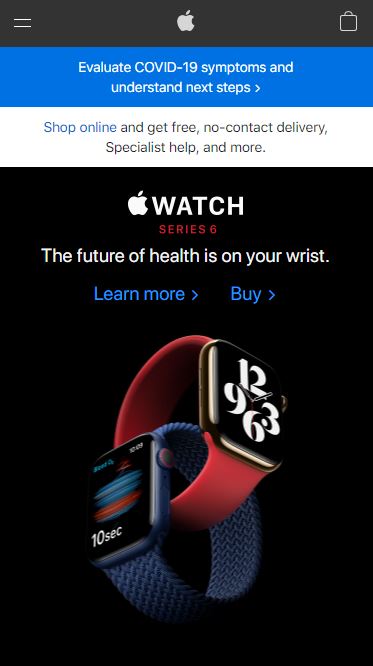 Evaluate COVID-19 symptoms and
understand next steps >
Shop online and get free, no-contact delivery,
Specialist help, and more.
WATCH
SERIES 6
The future of health is on your wrist.
Learn more > Buy >
12
9 3
6
10:09
10sec